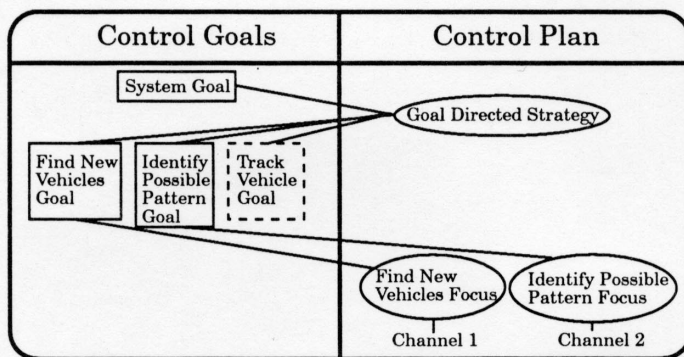 Control Goals
Control Plan
System Goal
Goal Directed Strategy
Find New
Vehicles
Goal
Identify
Possible
Pattern
Goal
Track
Vehicle
Goal
Find New
Vehicles Focus
Identify Possible
Pattern Focus
Channel 1
Channel 2